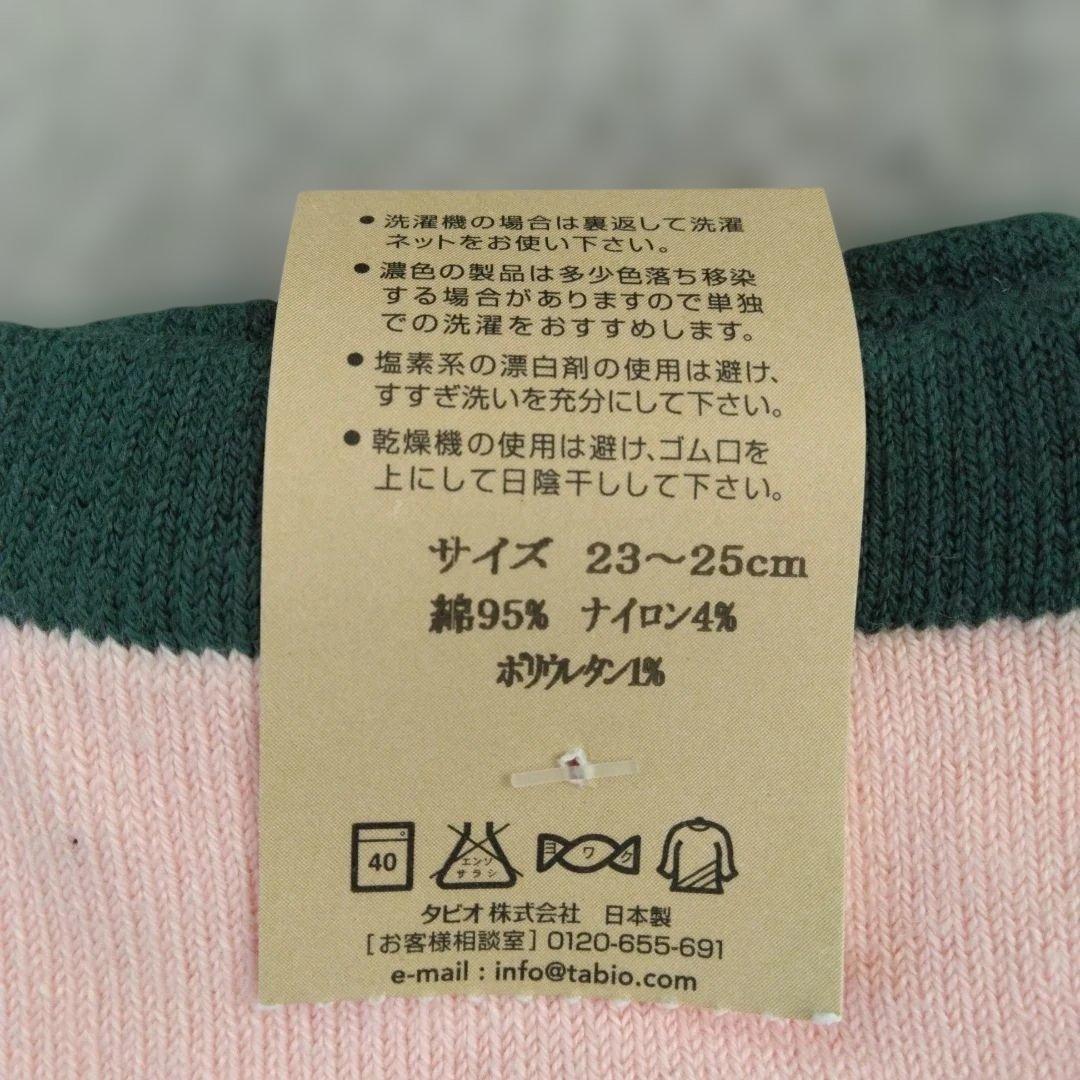 ● 洗濯機の場合は裏返して洗濯
ネットをお使い下さい。
● 濃色の製品は多少色落ち移染
する場合がありますので単独
での洗濯をおすすめします。
● 塩素系の漂白剤の使用は避け、
すすぎ洗いを充分にして下さい。
● 乾燥機の使用は避け、ゴム口を
上にして日陰干しして下さい。
サイズ 23～25cm
綿95% ナイロン4%
ポリウレタン1%
40 エンソ サラシ ヨワク
タビオ株式会社 日本製
[お客様相談室] 0120-655-691
e-mail : info@tabio.com